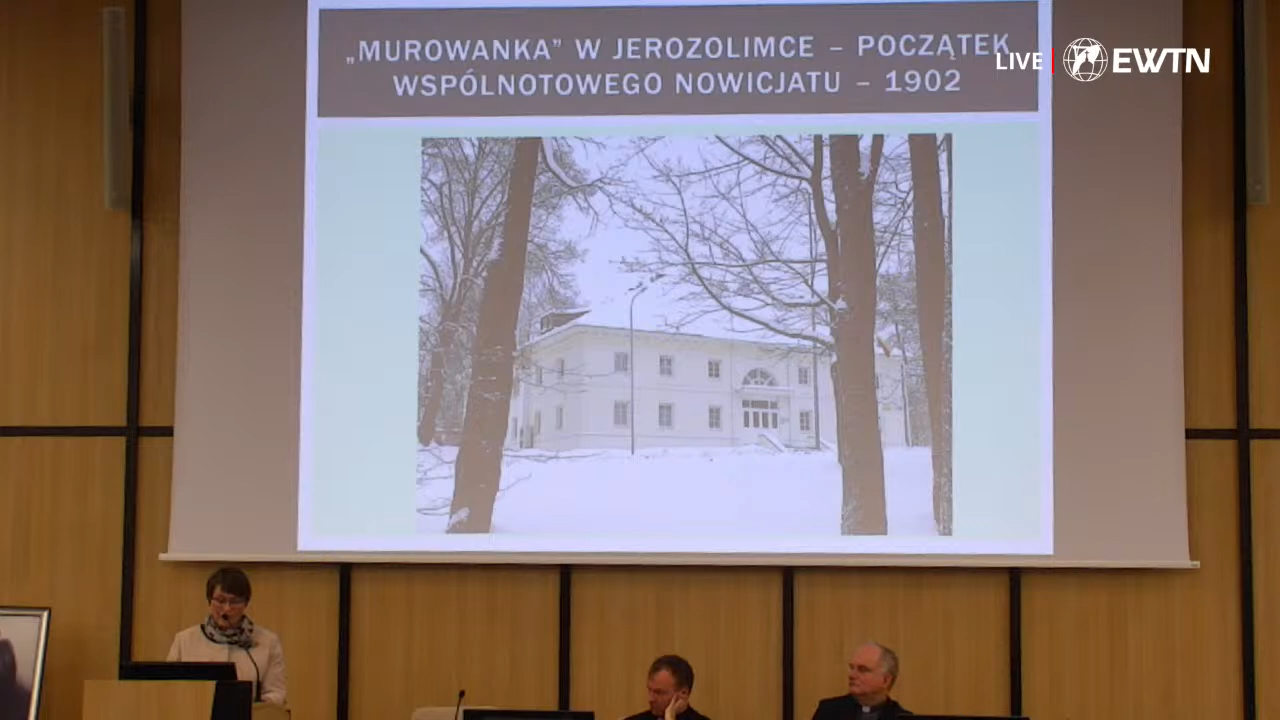 „MUROWANKA” W JEROZOLIMCE – POCZĄTEK
WSPÓLNOTOWEGO NOWICJATU – 1902
LIVE EWTN